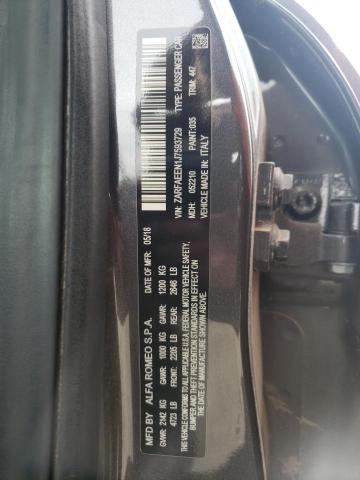 MFD BY ALFA ROMEO S.P.A. DATE OF MFR: 05/18
GVWR: 2142 KG GAWR: 1000 KG GAWR: 1200 KG
4723 LB FRONT: 2205 LB REAR: 2646 LB
THIS VEHICLE CONFORMS TO ALL APPLICABLE U.S.A. FEDERAL MOTOR VEHICLE SAFETY,
BUMPER, AND THEFT PREVENTION STANDARDS IN EFFECT ON THE DATE OF
MANUFACTURE SHOWN ABOVE.
VIN: ZARFAEEN1J7593729 TYPE: PASSENGER CAR
MDH: 052210 PAINT: 035 TRIM: 447
VEHICLE MADE IN: ITALY